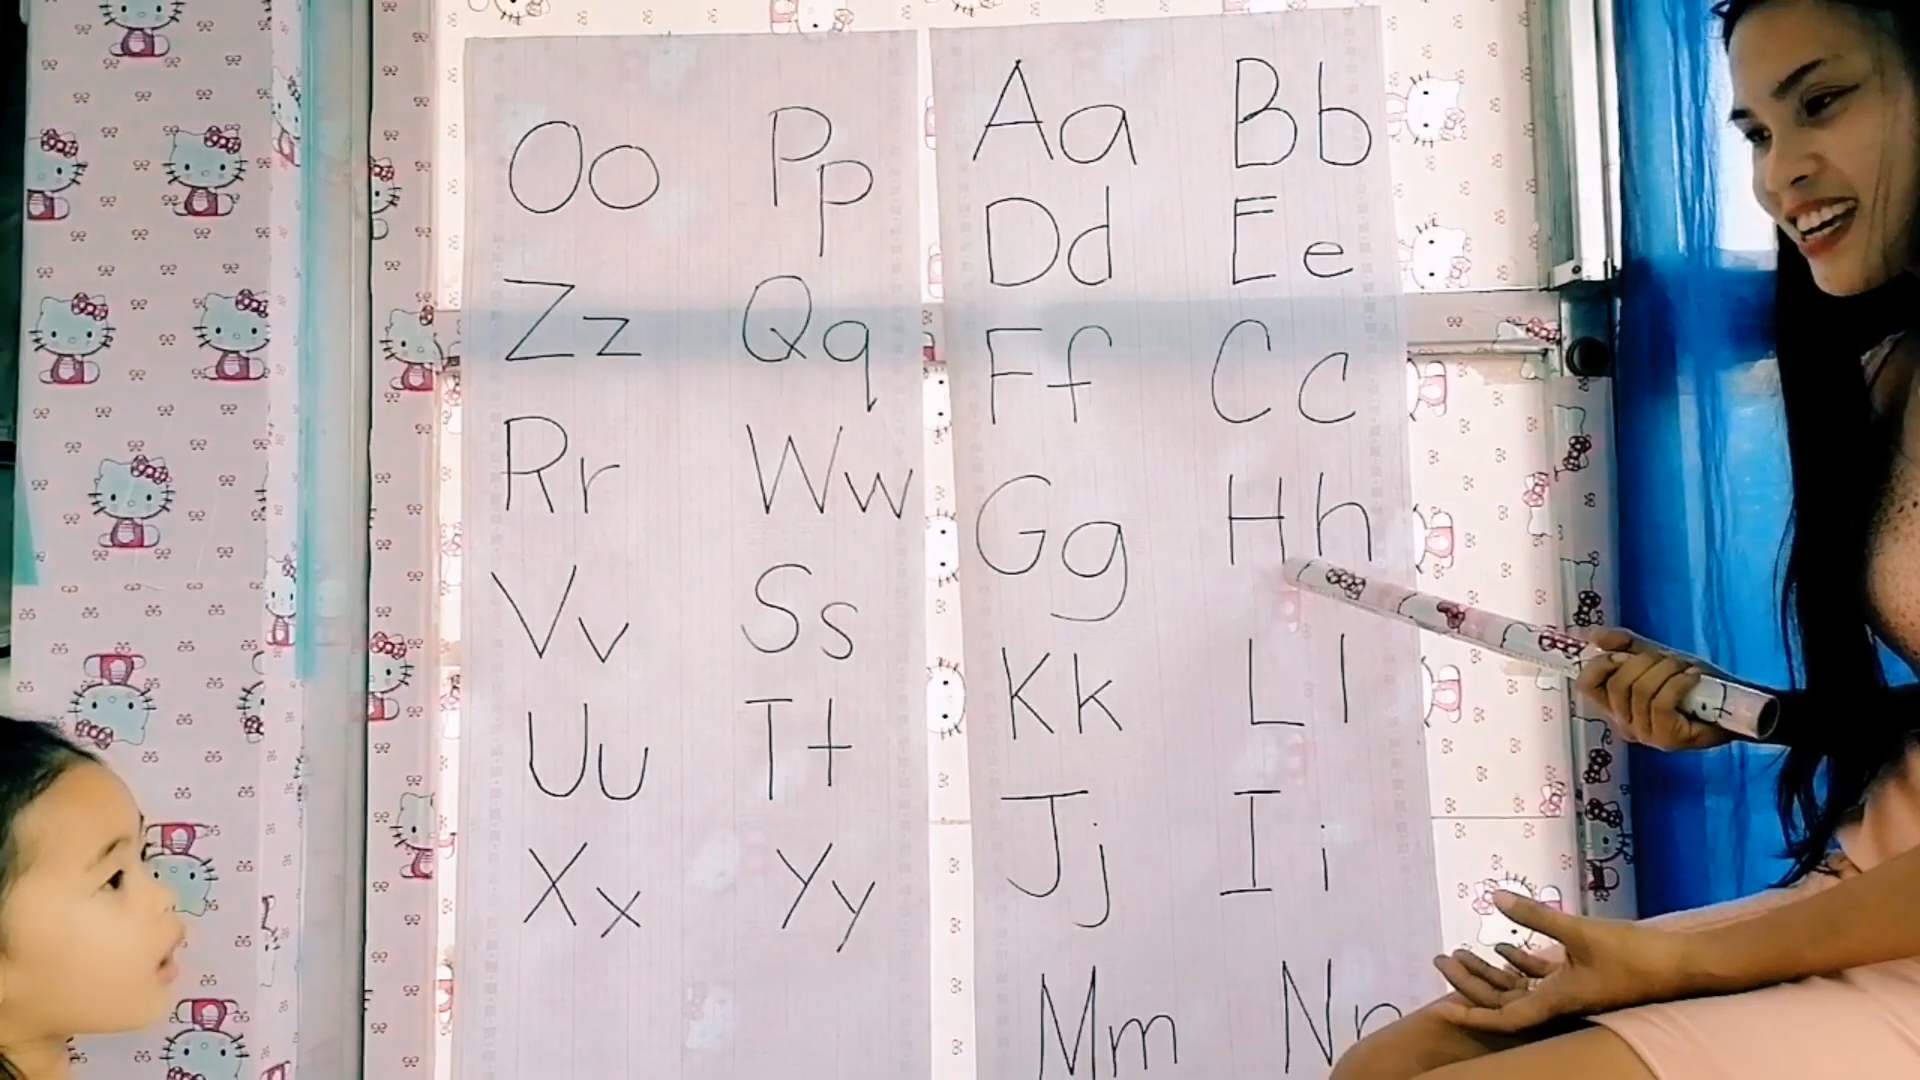 Oo Pp
Zz Qq
Rr Ww
Vv Ss
Uu Tt
Xx Yy
Aa Bb
Dd Ee
Ff Cc
Gg Hh
Kk Ll
Jj Ii
Mm Nn